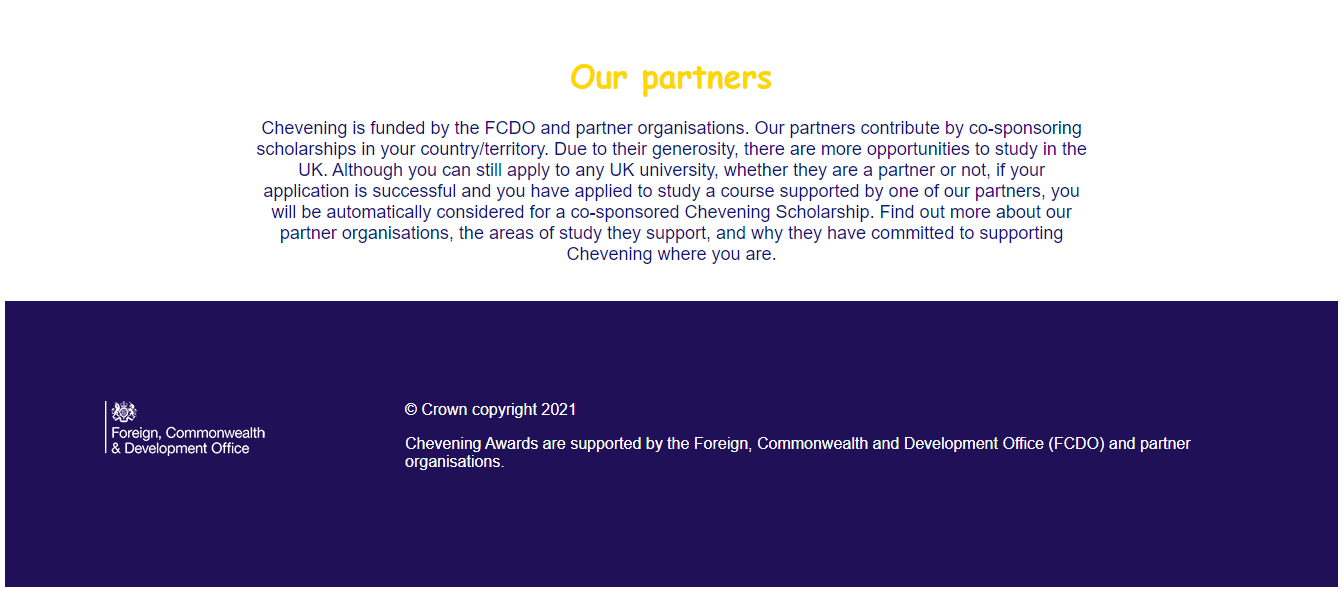 Our partners
Chevening is funded by the FCDO and partner organisations. Our partners contribute by co-sponsoring
scholarships in your country/territory. Due to their generosity, there are more opportunities to study in the
UK. Although you can still apply to any UK university, whether they are a partner or not, if your
application is successful and you have applied to study a course supported by one of our partners, you
will be automatically considered for a co-sponsored Chevening Scholarship. Find out more about our
partner organisations, the areas of study they support, and why they have committed to supporting
Chevening where you are.
Foreign, Commonwealth
& Development Office
© Crown copyright 2021
Chevening Awards are supported by the Foreign, Commonwealth and Development Office (FCDO) and partner
organisations.